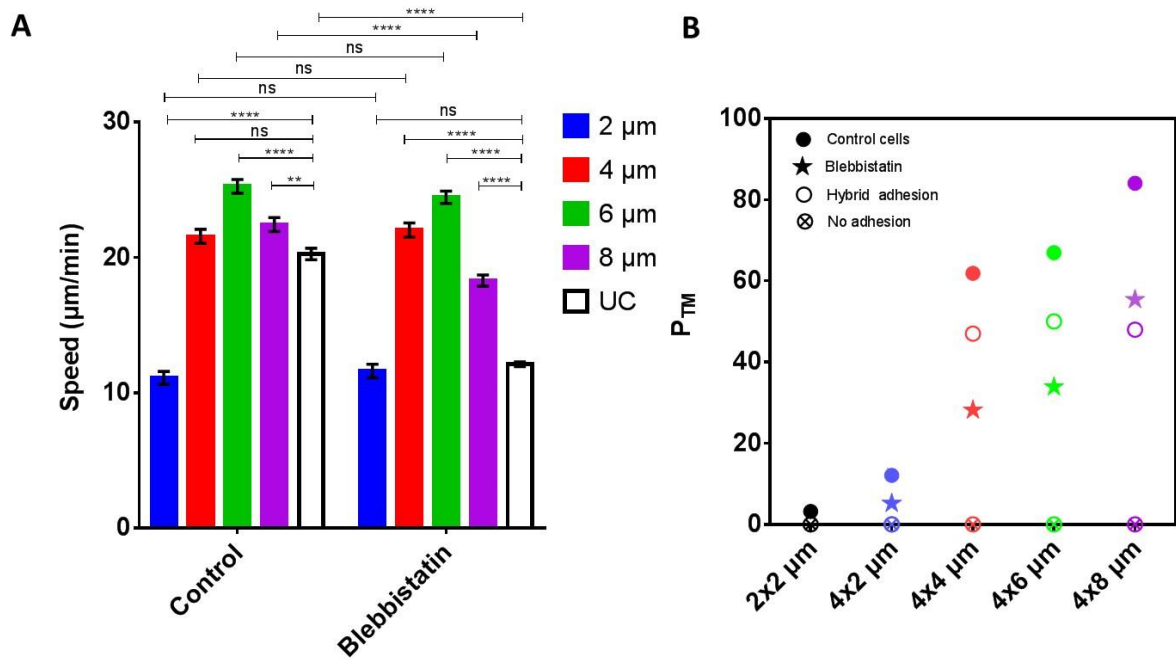 A
B
****
****
ns
ns
ns
****
ns
****
**
ns
****
****
****
30
20
10
0
Speed (µm/min)
Control
Blebbistatin
2 µm
4 µm
6 µm
8 µm
UC
100
80
60
40
20
0
PTM
Control cells
Blebbistatin
Hybrid adhesion
No adhesion
2x2 µm
4x2 µm
4x4 µm
4x6 µm
4x8 µm